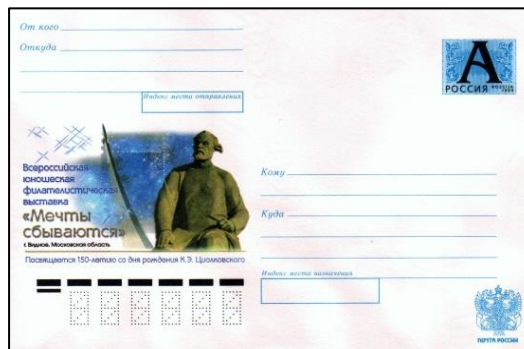 От кого
Откуда
Индекс места отправления
А
РОССИЯ ROSSIJA
Всероссийская
юношеская
филателистическая
выставка
«Мечты
сбываются»
г. Видное, Московская область
Посвящается 150-летию со дня рождения К.Э. Циолковского
Кому
Куда
Индекс места назначения
ПОЧТА РОССИИ